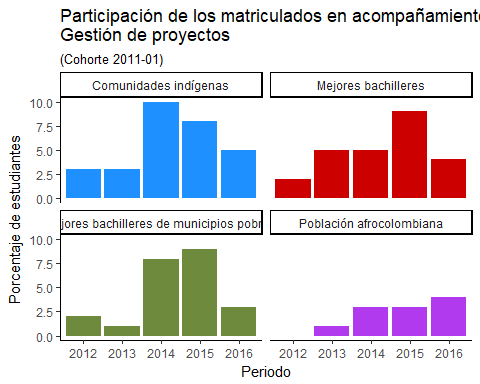 Participación de los matriculados en acompañamiento
Gestión de proyectos
(Cohorte 2011-01)
Comunidades indígenas
Mejores bachilleres
10.0
7.5
5.0
2.5
0.0
jores bachilleres de municipios pobr
Población afrocolombiana
10.0
7.5
5.0
2.5
0.0
2012 2013 2014 2015 2016
2012 2013 2014 2015 2016
Porcentaje de estudiantes
Periodo